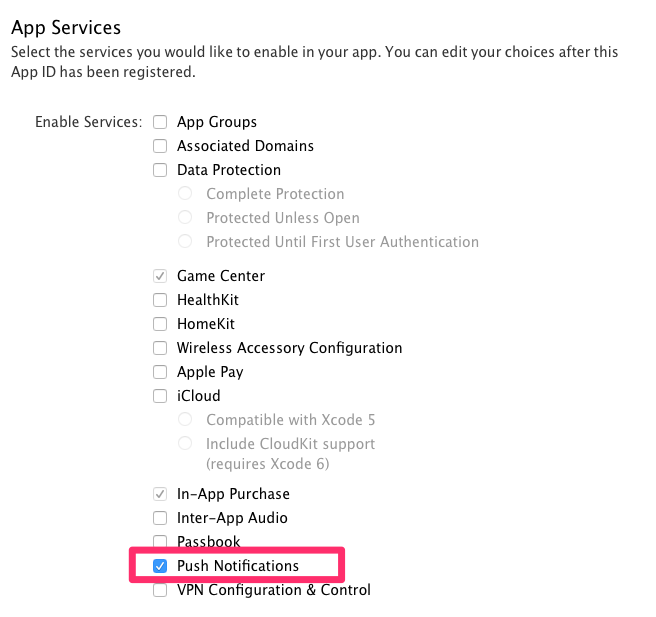 App Services
Select the services you would like to enable in your app. You can edit your choices after this
App ID has been registered.
Enable Services:
App Groups
Associated Domains
Data Protection
Complete Protection
Protected Unless Open
Protected Until First User Authentication
Game Center
HealthKit
HomeKit
Wireless Accessory Configuration
Apple Pay
iCloud
Compatible with Xcode 5
Include CloudKit support
(requires Xcode 6)
In-App Purchase
Inter-App Audio
Passbook
Push Notifications
VPN Configuration & Control